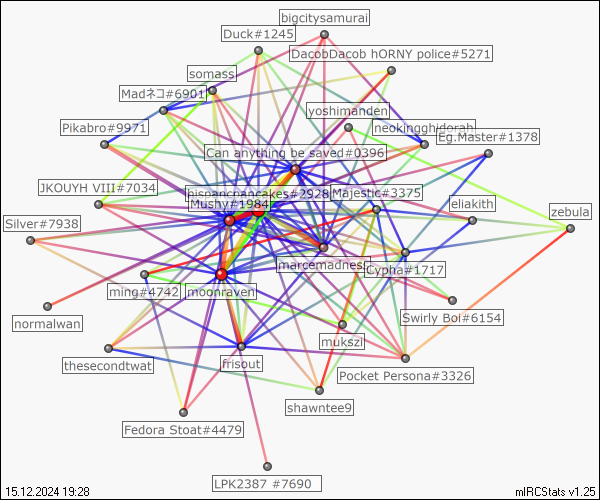 bigcitysamurai
Duck#1245
DacobDacob hORNY police#5271
somass
Madネコ#6901
yoshimanden
Pikabro#9971
neokingghidorah
Eg.Master#1378
Can anything be saved#0396
JKOUYH VIII#7034
hispanicpancakes#2928
Majestic#3375
Mushy#1984
eliakith
zebula
Silver#7938
marcemadness
Cypha#1717
ming#4742
moonraven
normalwan
Swirly Boi#6154
mukszi
thesecondtwat
frisout
Pocket Persona#3326
shawntee9
Fedora Stoat#4479
LPK2387 #7690
15.12.2024 19:28
mIRCStats v1.25